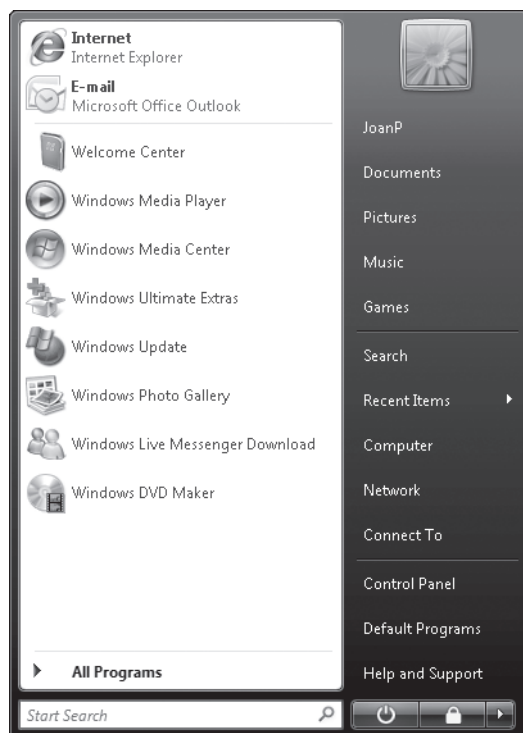 Internet
Internet Explorer
E-mail
Microsoft Office Outlook
Welcome Center
Windows Media Player
Windows Media Center
Windows Ultimate Extras
Windows Update
Windows Photo Gallery
Windows Live Messenger Download
Windows DVD Maker
All Programs
Start Search
JoanP
Documents
Pictures
Music
Games
Search
Recent Items
Computer
Network
Connect To
Control Panel
Default Programs
Help and Support